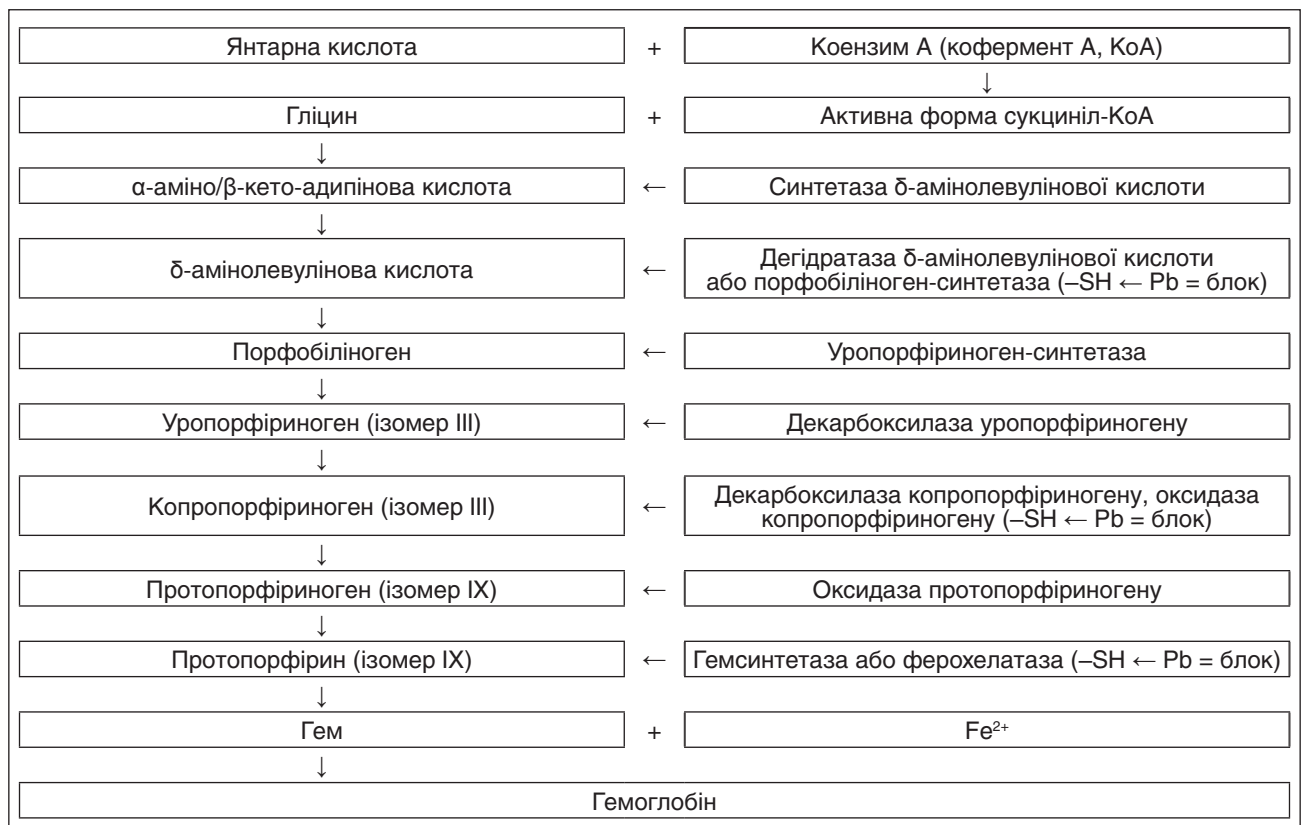 Янтарна кислота + Коензим А (кофермент А, КоА)
↓
Гліцин + Активна форма сукциніл-КоА
↓
α-аміно/β-кето-адипінова кислота ← Синтетаза δ-амінолевулінової кислоти
↓
δ-амінолевулінова кислота ← Дегідратаза δ-амінолевулінової кислоти
або порфобіліноген-синтетаза (–SH ← Pb = блок)
↓
Порфобіліноген ← Уропорфіриноген-синтетаза
↓
Уропорфіриноген (ізомер III) ← Декарбоксилаза уропорфіриногену
↓
Копропорфіриноген (ізомер III) ← Декарбоксилаза копропорфіриногену, оксидаза
копропорфіриногену (–SH ← Pb = блок)
↓
Протопорфіриноген (ізомер IX) ← Оксидаза протопорфіриногену
↓
Протопорфірин (ізомер IX) ← Гемсинтетаза або ферохелатаза (–SH ← Pb = блок)
↓
Гем + Fe²⁺
↓
Гемоглобін